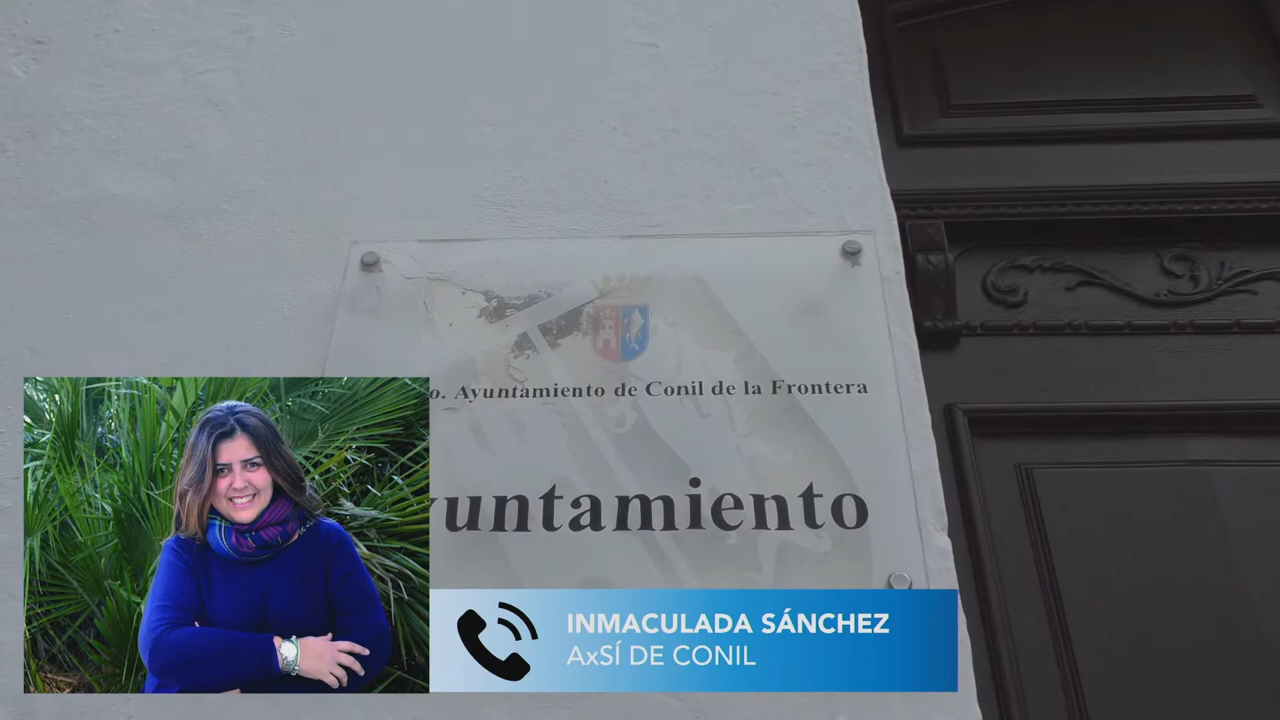 o. Ayuntamiento de Conil de la Frontera
yuntamiento
INMACULADA SÁNCHEZ
AxSÍ DE CONIL